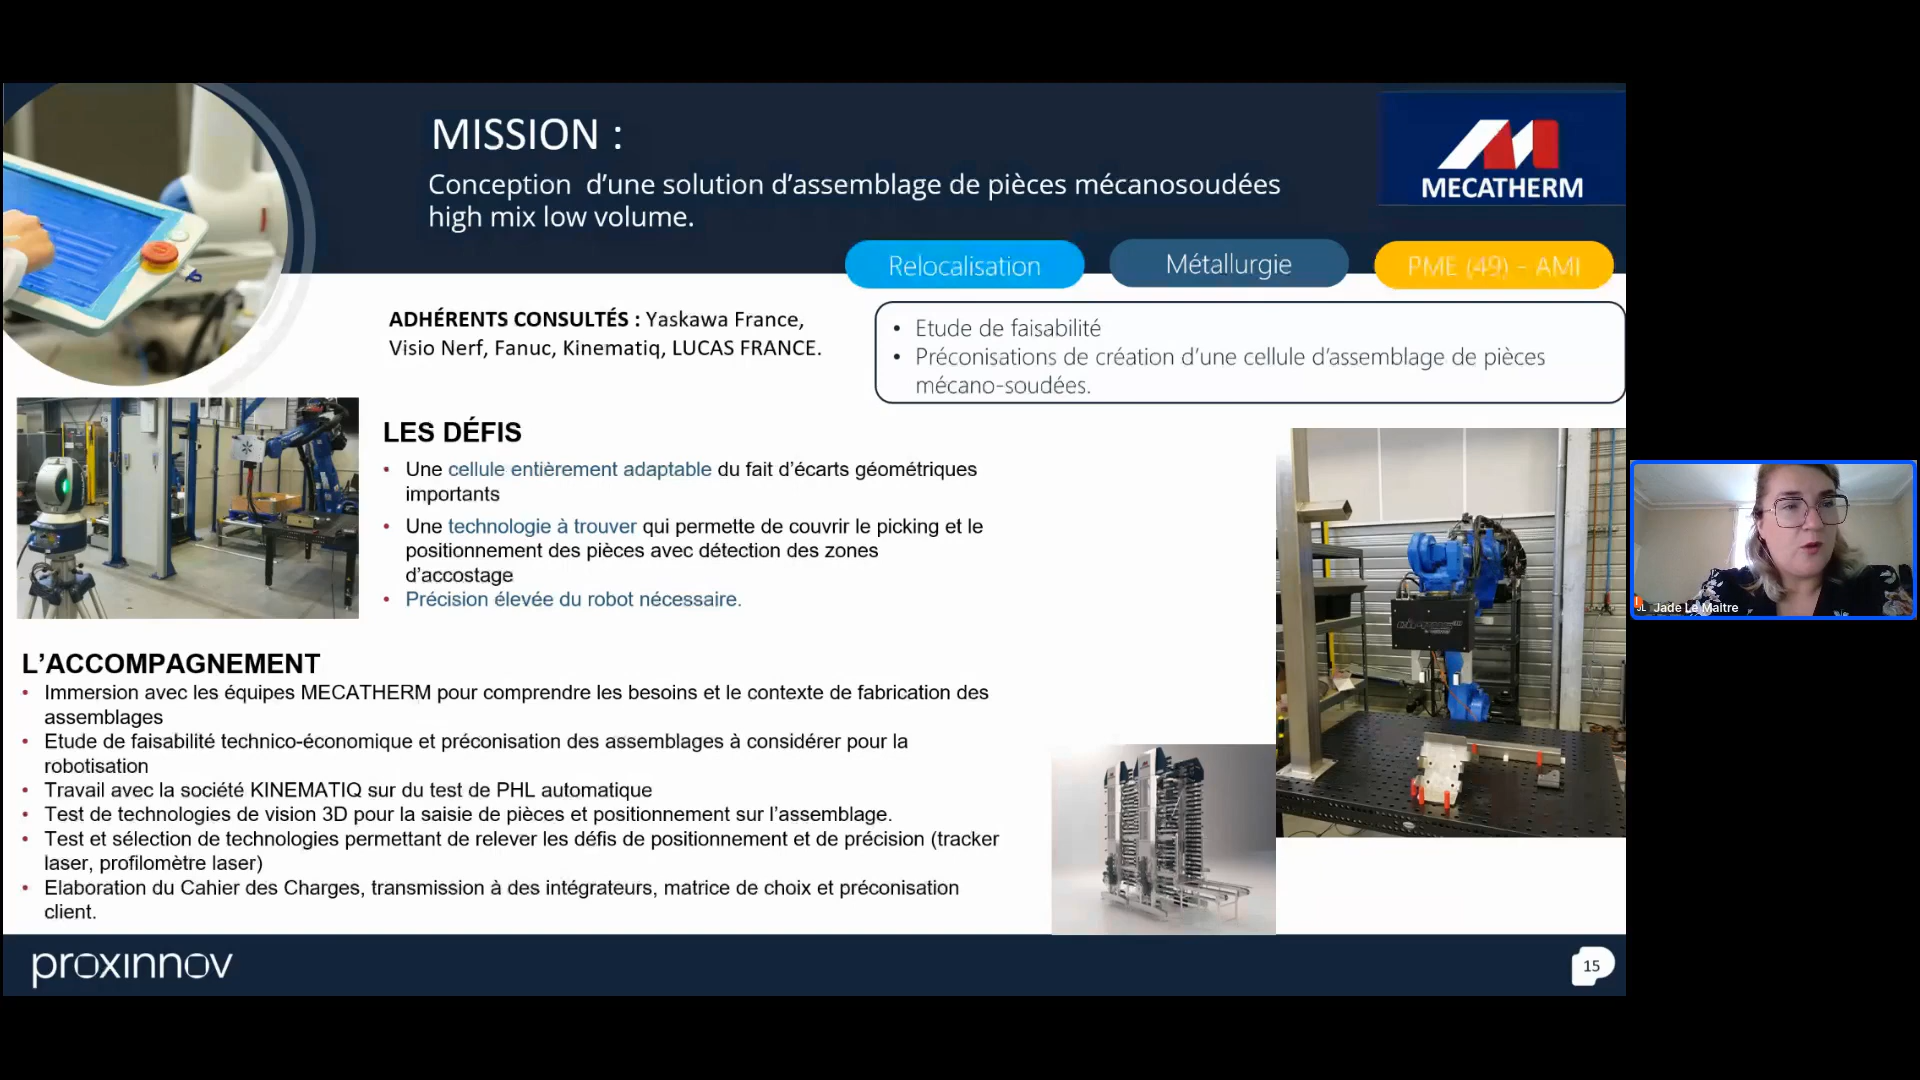 MISSION :
Conception d’une solution d’assemblage de pièces mécanosoudées
high mix low volume.
MECATHERM
Relocalisation
Métallurgie
PME (49) - AMI
ADHÉRENTS CONSULTÉS : Yaskawa France,
Visio Nerf, Fanuc, Kinematiq, LUCAS FRANCE.
• Etude de faisabilité
• Préconisations de création d’une cellule d’assemblage de pièces
mécano-soudées.
LES DÉFIS
• Une cellule entièrement adaptable du fait d’écarts géométriques
importants
• Une technologie à trouver qui permette de couvrir le picking et le
positionnement des pièces avec détection des zones
d’accostage
• Précision élevée du robot nécessaire.
L’ACCOMPAGNEMENT
• Immersion avec les équipes MECATHERM pour comprendre les besoins et le contexte de fabrication des
assemblages
• Etude de faisabilité technico-économique et préconisation des assemblages à considérer pour la
robotisation
• Travail avec la société KINEMATIQ sur du test de PHL automatique
• Test de technologies de vision 3D pour la saisie de pièces et positionnement sur l’assemblage.
• Test et sélection de technologies permettant de relever les défis de positionnement et de précision (tracker
laser, profilomètre laser)
• Elaboration du Cahier des Charges, transmission à des intégrateurs, matrice de choix et préconisation
client.
proxinnov
15
Jade Le Maitre